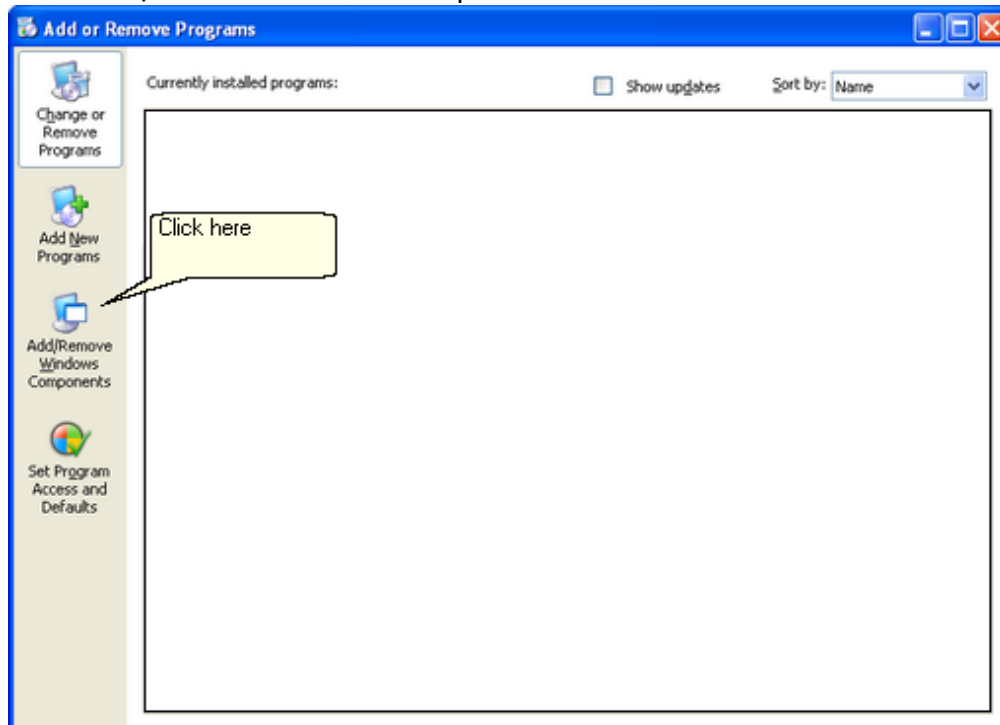 Add or Remove Programs
Change or
Remove
Programs
Currently installed programs:
Show updates
Sort by: Name
Add New
Programs
Click here
Add/Remove
Windows
Components
Set Program
Access and
Defaults